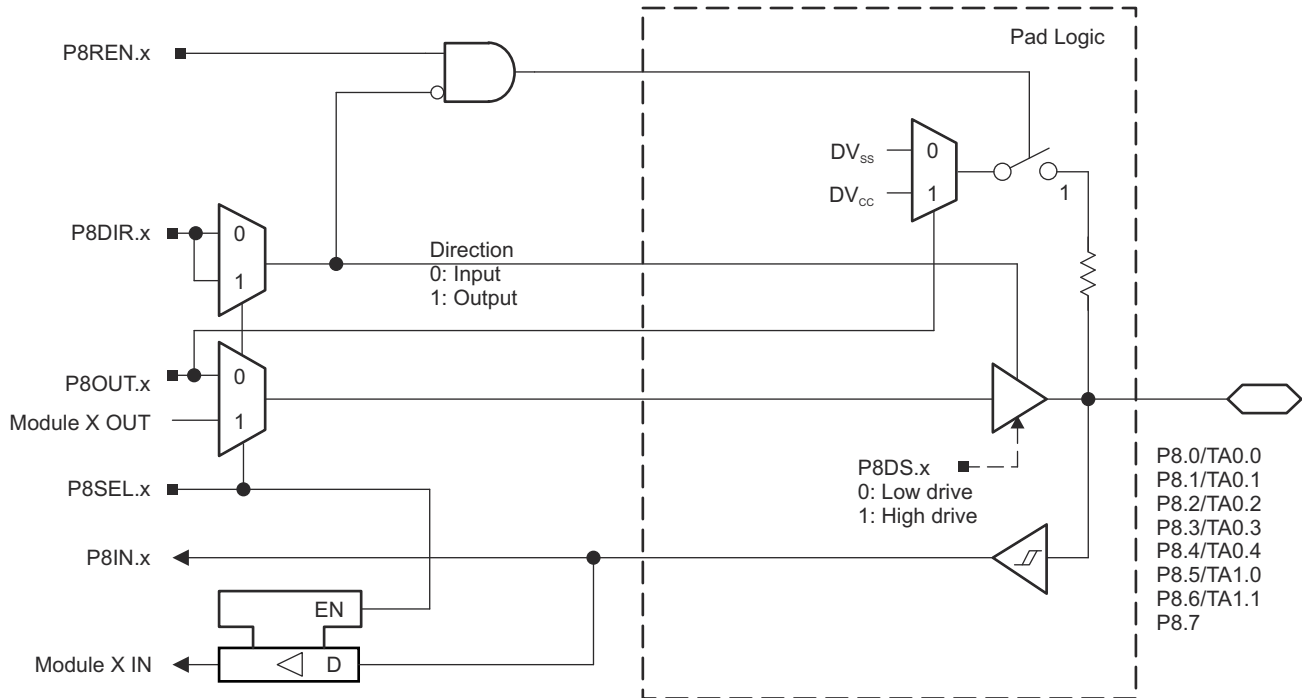 P8REN.x
Pad Logic
DVSS
0
DVCC
1
1
P8DIR.x
0
1
Direction
0: Input
1: Output
P8OUT.x
0
Module X OUT
1
P8SEL.x
P8DS.x
0: Low drive
1: High drive
P8.0/TA0.0
P8.1/TA0.1
P8.2/TA0.2
P8.3/TA0.3
P8.4/TA0.4
P8.5/TA1.0
P8.6/TA1.1
P8.7
P8IN.x
EN
Module X IN
D